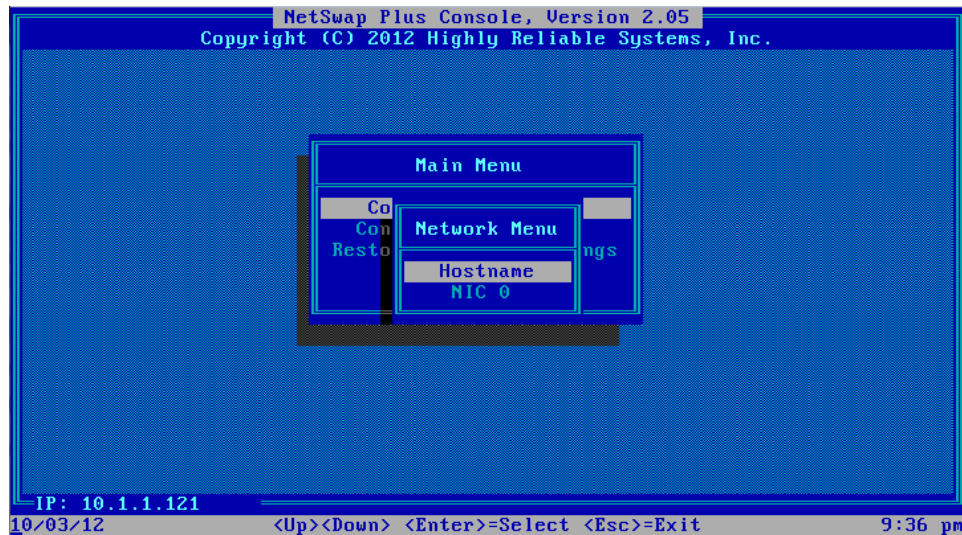 NetSwap Plus Console, Version 2.05
Copyright (C) 2012 Highly Reliable Systems, Inc.
Main Menu
Co
Con
Resto ngs
Network Menu
Hostname
NIC 0
IP: 10.1.1.121
10/03/12 <Up><Down> <Enter>=Select <Esc>=Exit 9:36 pm